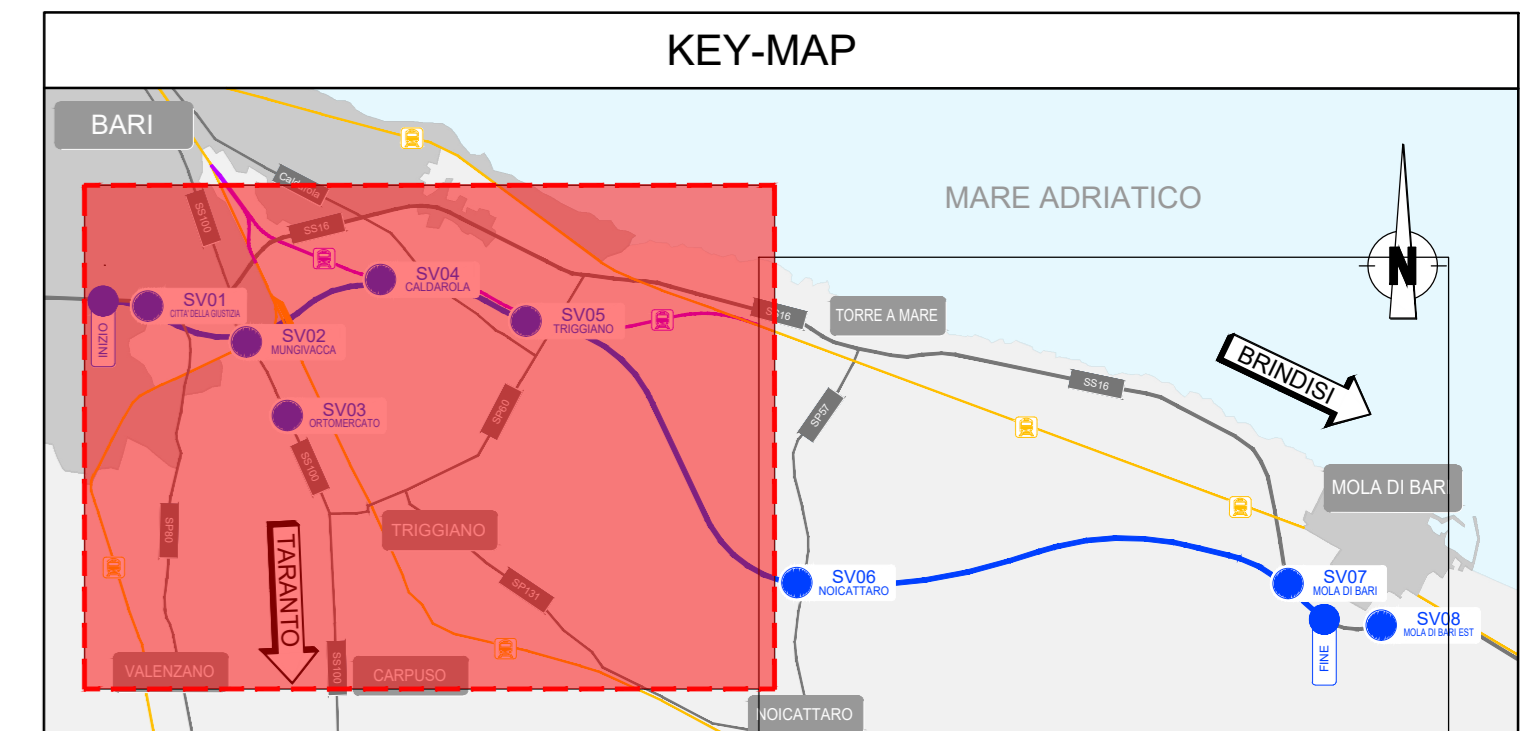 KEY-MAP
BARI
Caldarola
SS100
SS16
MARE ADRIATICO
N
SV04
CALDAROLA
SV01
CITTA' DELLA GIUSTIZIA
INIZIO
SV05
TRIGGIANO
SS16
TORRE A MARE
SV02
MUNGIVACCA
BRINDISI
SS16
SV03
ORTOMERCATO
SP60
SP57
SS100
MOLA DI BARI
SP80
TRIGGIANO
TARANTO
SP131
SV06
NOICATTARO
SV07
MOLA DI BARI
SV08
MOLA DI BARI EST
FINE
VALENZANO
SS100
CARPUSO
NOICATTARO